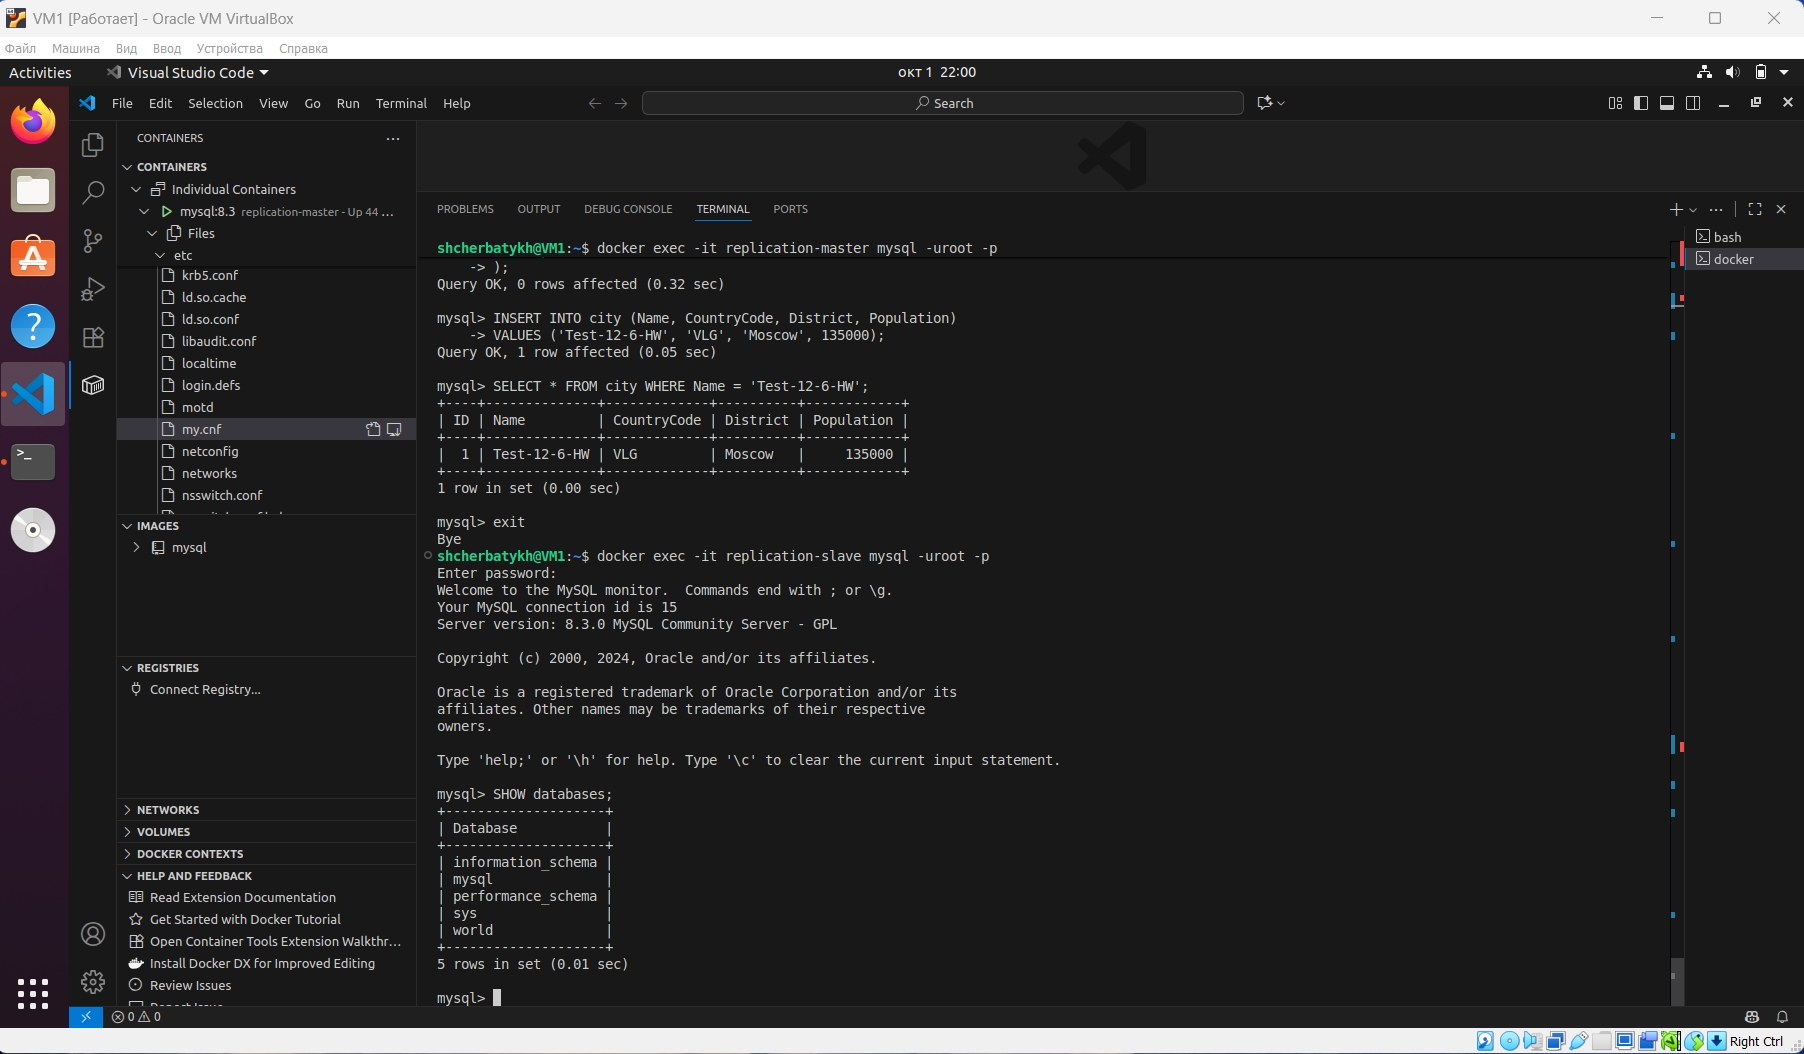 VM1 [Работает] - Oracle VM VirtualBox
Файл Машина Вид Ввод Устройства Справка
Activities Visual Studio Code окт 1 22:00
File Edit Selection View Go Run Terminal Help Search
CONTAINERS
CONTAINERS
Individual Containers
mysql:8.3 replication-master - Up 44 ...
Files
etc
krb5.conf
ld.so.cache
ld.so.conf
libaudit.conf
localtime
login.defs
motd
my.cnf
netconfig
networks
nsswitch.conf
IMAGES
mysql
REGISTRIES
Connect Registry...
NETWORKS
VOLUMES
DOCKER CONTEXTS
HELP AND FEEDBACK
Read Extension Documentation
Get Started with Docker Tutorial
Open Container Tools Extension Walkthr...
Install Docker DX for Improved Editing
Review Issues
PROBLEMS OUTPUT DEBUG CONSOLE TERMINAL PORTS
bash
docker
shcherbatykh@VM1:~$ docker exec -it replication-master mysql -uroot -p
    -> );
Query OK, 0 rows affected (0.32 sec)
mysql> INSERT INTO city (Name, CountryCode, District, Population)
    -> VALUES ('Test-12-6-HW', 'VLG', 'Moscow', 135000);
Query OK, 1 row affected (0.05 sec)
mysql> SELECT * FROM city WHERE Name = 'Test-12-6-HW';
+----+--------------+-------------+----------+------------+
| ID | Name         | CountryCode | District | Population |
+----+--------------+-------------+----------+------------+
|  1 | Test-12-6-HW | VLG         | Moscow   |     135000 |
+----+--------------+-------------+----------+------------+
1 row in set (0.00 sec)
mysql> exit
Bye
shcherbatykh@VM1:~$ docker exec -it replication-slave mysql -uroot -p
Enter password:
Welcome to the MySQL monitor.  Commands end with ; or \g.
Your MySQL connection id is 15
Server version: 8.3.0 MySQL Community Server - GPL
Copyright (c) 2000, 2024, Oracle and/or its affiliates.
Oracle is a registered trademark of Oracle Corporation and/or its
affiliates. Other names may be trademarks of their respective
owners.
Type 'help;' or '\h' for help. Type '\c' to clear the current input statement.
mysql> SHOW databases;
+--------------------+
| Database           |
+--------------------+
| information_schema |
| mysql              |
| performance_schema |
| sys                |
| world              |
+--------------------+
5 rows in set (0.01 sec)
mysql>
0 0
Right Ctrl